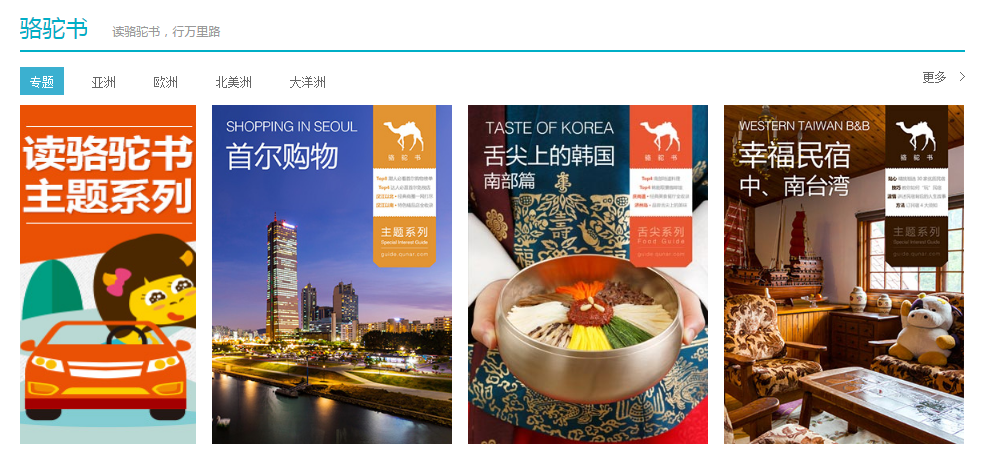 骆驼书
读骆驼书，行万里路
专题
亚洲
欧洲
北美洲
大洋洲
更多
读骆驼书
主题系列
SHOPPING IN SEOUL
首尔购物
骆驼书
主题系列
Special Interest Guide
guide.qunar.com
TASTE OF KOREA
舌尖上的韩国
南部篇
骆驼书
舌尖系列
Food Guide
guide.qunar.com
WESTERN TAIWAN B&B
幸福民宿
中、南台湾
骆驼书
主题系列
Special Interest Guide
guide.qunar.com